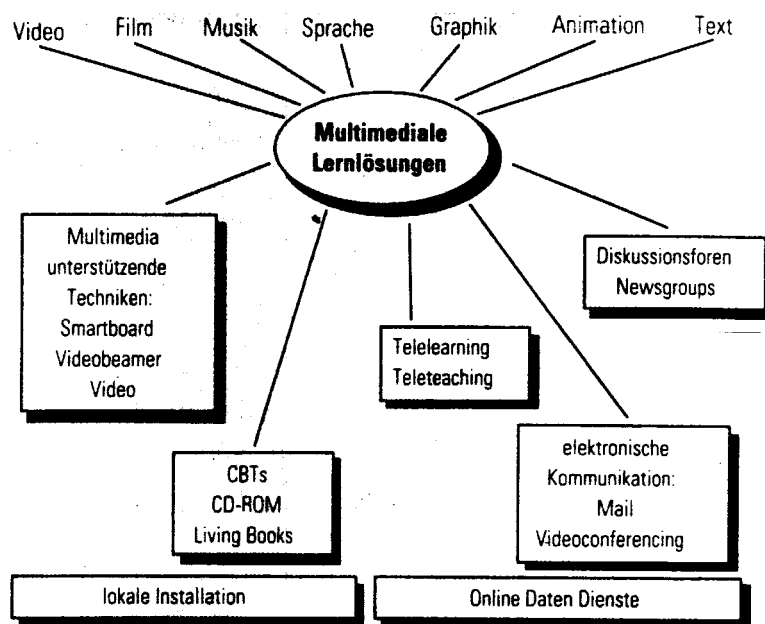 Video Film Musik Sprache Graphik Animation Text
Multimediale
Lernlösungen
Multimedia
unterstützende
Techniken:
Smartboard
Videobeamer
Video
Diskussionsforen
Newsgroups
Telelearning
Teleteaching
CBTs
CD-ROM
Living Books
elektronische
Kommunikation:
Mail
Videoconferencing
lokale Installation
Online Daten Dienste